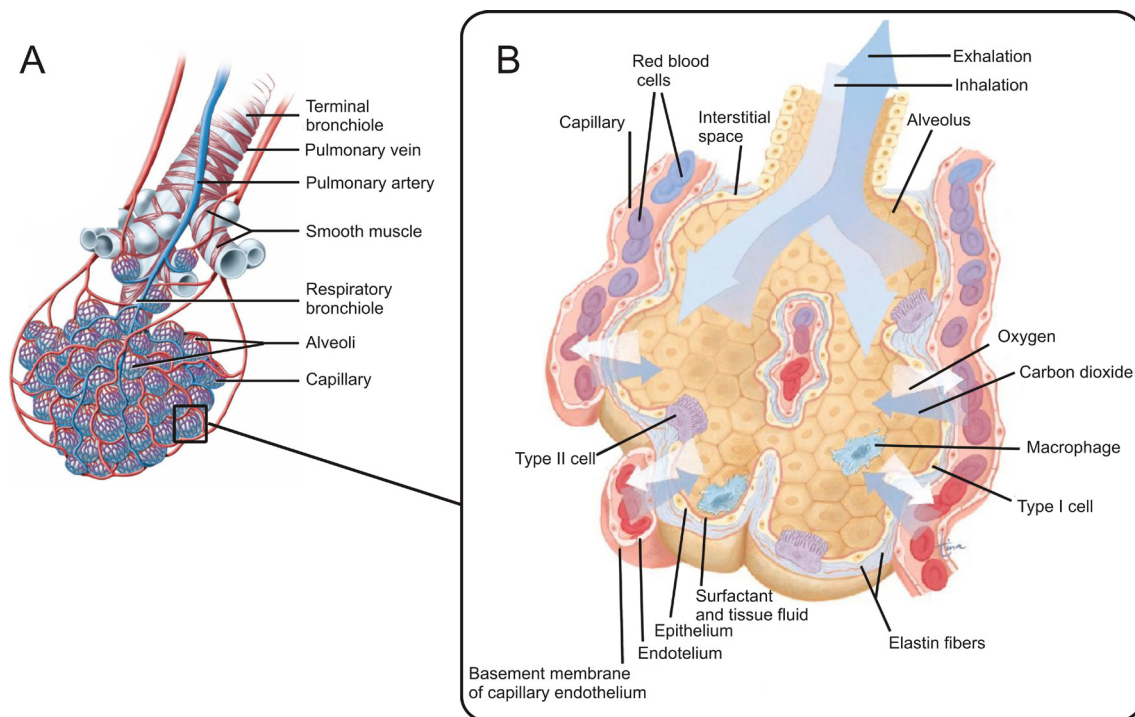 A
Terminal
bronchiole
Pulmonary vein
Pulmonary artery
Smooth muscle
Respiratory
bronchiole
Alveoli
Capillary
B
Red blood
cells
Capillary
Interstitial
space
Exhalation
Inhalation
Alveolus
Oxygen
Carbon dioxide
Macrophage
Type I cell
Type II cell
Surfactant
and tissue fluid
Epithelium
Endotelium
Basement membrane
of capillary endothelium
Elastin fibers